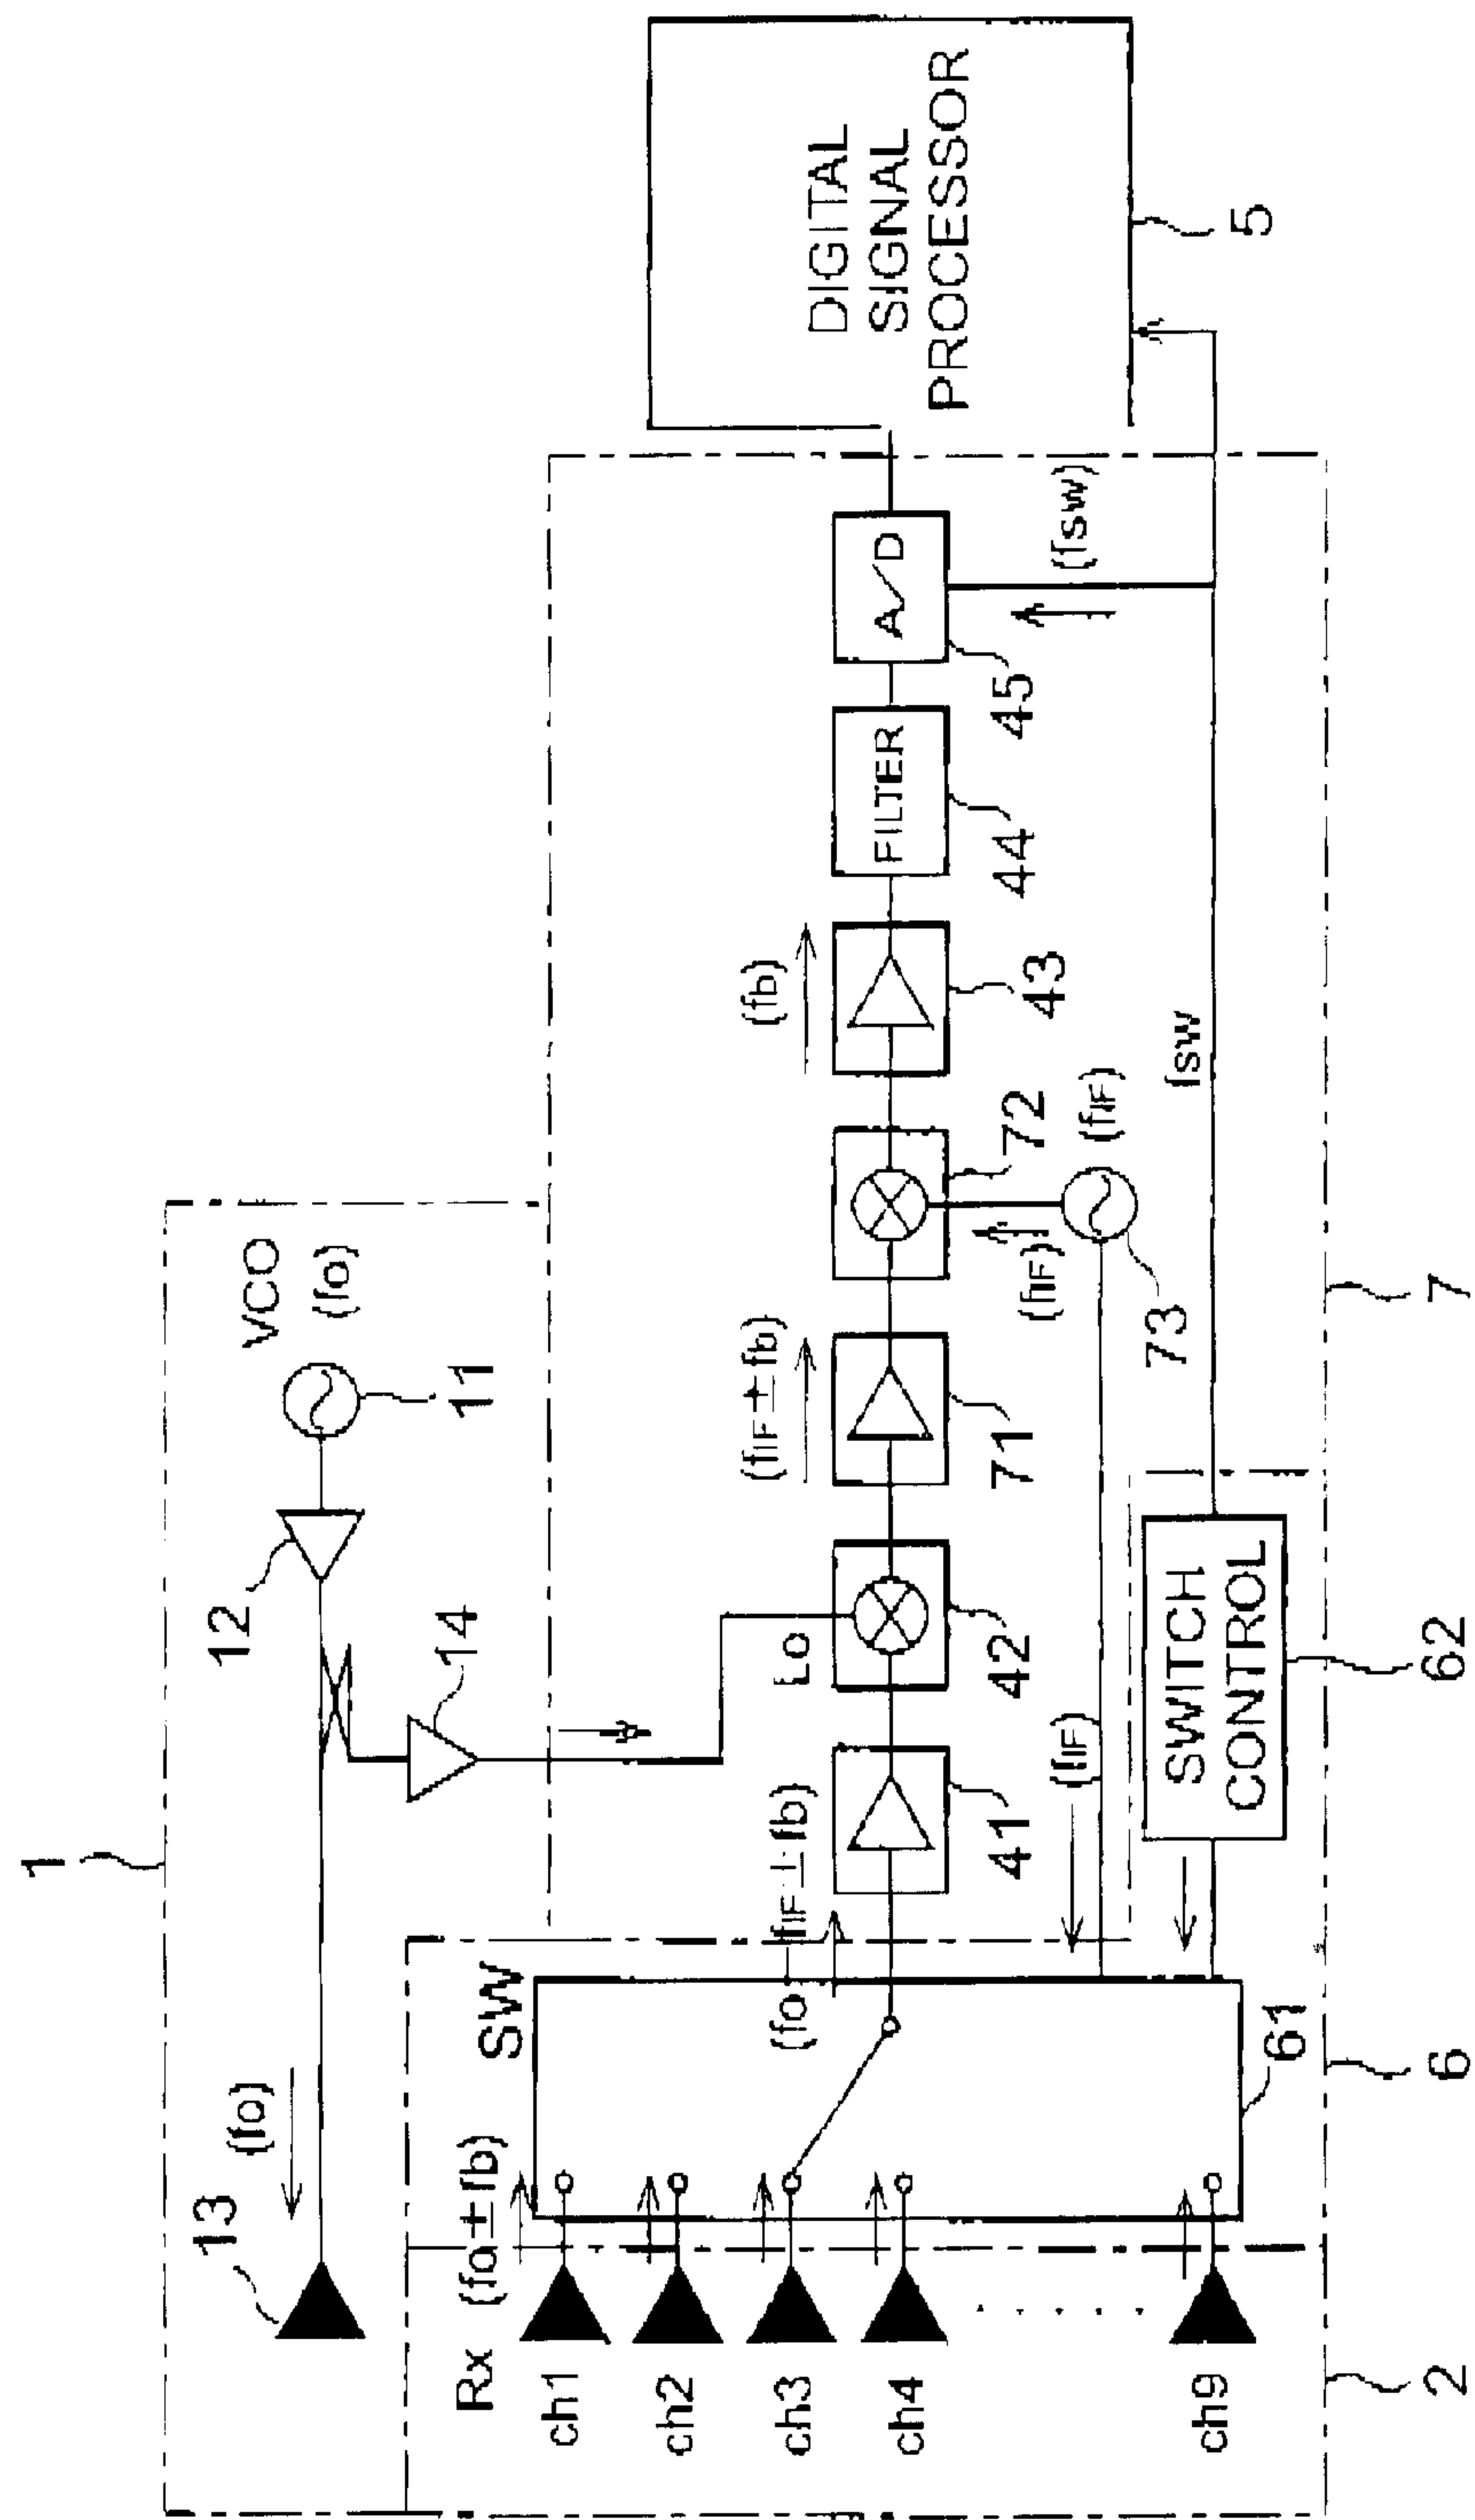 1
13
(fo)
12
VCO
(fo)
11
14
Rx (fo±fb)
SW
Lo
ch1
ch2
ch3
ch4
ch9
(fo fIF±fb)
41
42
(fIF±fb)
71
72
(fb)
43
FILTER
44
A/D
45
DIGITAL
SIGNAL
PROCESSOR
5
(fIF)
(fIF)
73
(fIF)
(fsw)
fsw
SWITCH
CONTROL
61
62
2
6
7